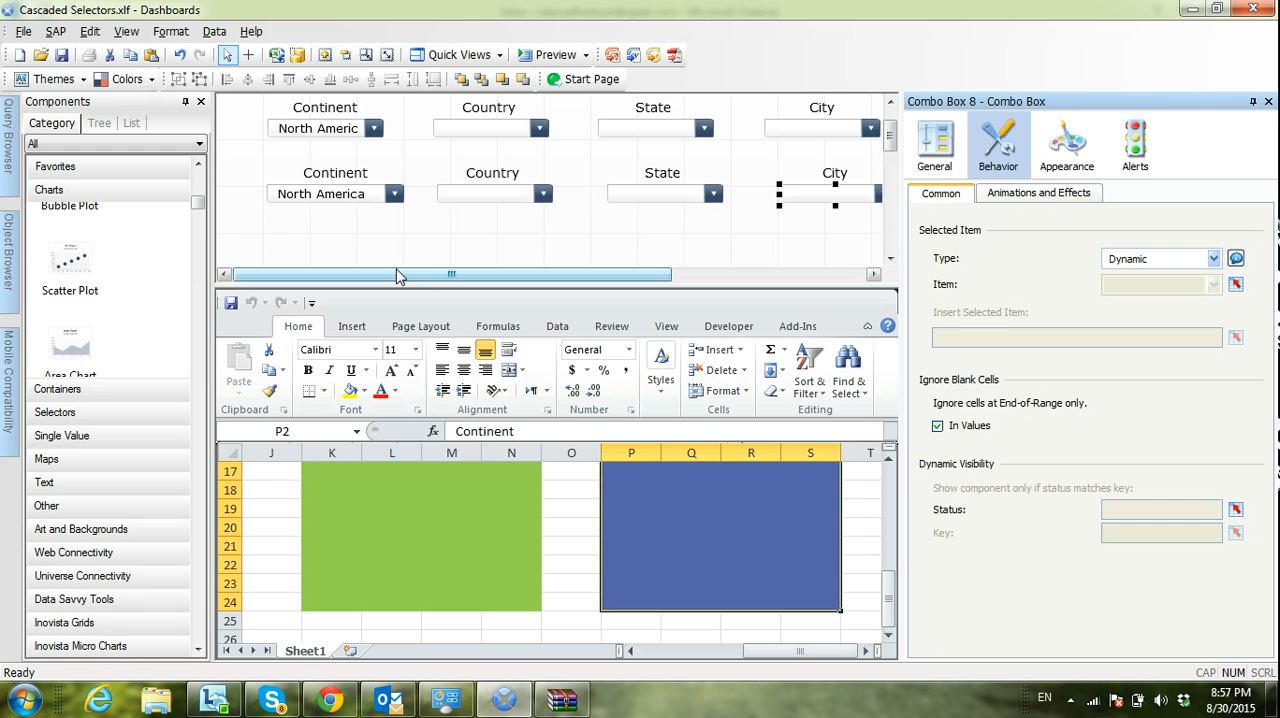 Cascaded Selectors.xlf - Dashboards
File SAP Edit View Format Data Help
Quick Views Preview
Themes Colors Start Page
Components
Category Tree List
All
Favorites
Charts
Bubble Plot
Scatter Plot
Area Chart
Containers
Selectors
Single Value
Maps
Text
Other
Art and Backgrounds
Web Connectivity
Universe Connectivity
Data Savvy Tools
Inovista Grids
Inovista Micro Charts
Query Browser
Object Browser
Mobile Compatibility
Continent Country State City
North Americ
Continent Country State City
North America
Home Insert Page Layout Formulas Data Review View Developer Add-Ins
Paste
Clipboard
Calibri 11
B I U
Font
Alignment
General
$ % ,
Number
Styles
Insert
Delete
Format
Cells
Sort & Filter
Find & Select
Editing
P2 fx Continent
J K L M N O P Q R S T
17
18
19
20
21
22
23
24
25
26
Sheet1
Combo Box 8 - Combo Box
General Behavior Appearance Alerts
Common Animations and Effects
Selected Item
Type: Dynamic
Item:
Insert Selected Item:
Ignore Blank Cells
Ignore cells at End-of-Range only.
In Values
Dynamic Visibility
Show component only if status matches key:
Status:
Key:
Ready
CAP NUM SCRL
EN
8:57 PM
8/30/2015